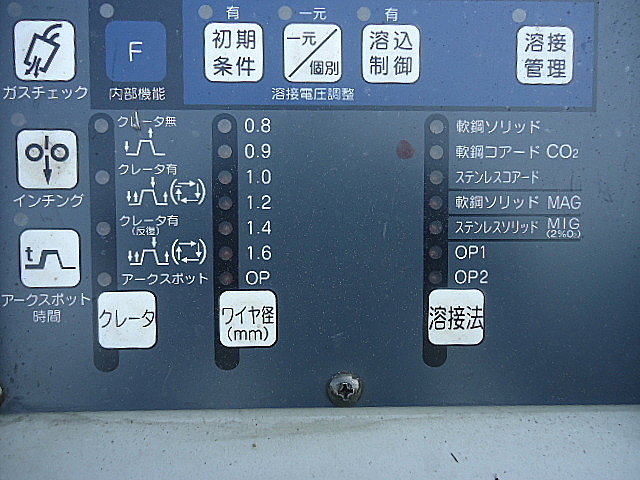 有 一元 有
F
初期
条件
一元
個別
溶込
制御
溶接
管理
ガスチェック 内部機能 溶接電圧調整
インチング
t
アークスポット
時間
クレータ無
クレータ有
クレータ有
(反復)
アークスポット
クレータ
0.8
0.9
1.0
1.2
1.4
1.6
OP
ワイヤ径
(mm)
軟鋼ソリッド
軟鋼コアード CO2
ステンレスコアード
軟鋼ソリッド MAG
ステンレスソリッド MIG
(2%O2)
OP1
OP2
溶接法